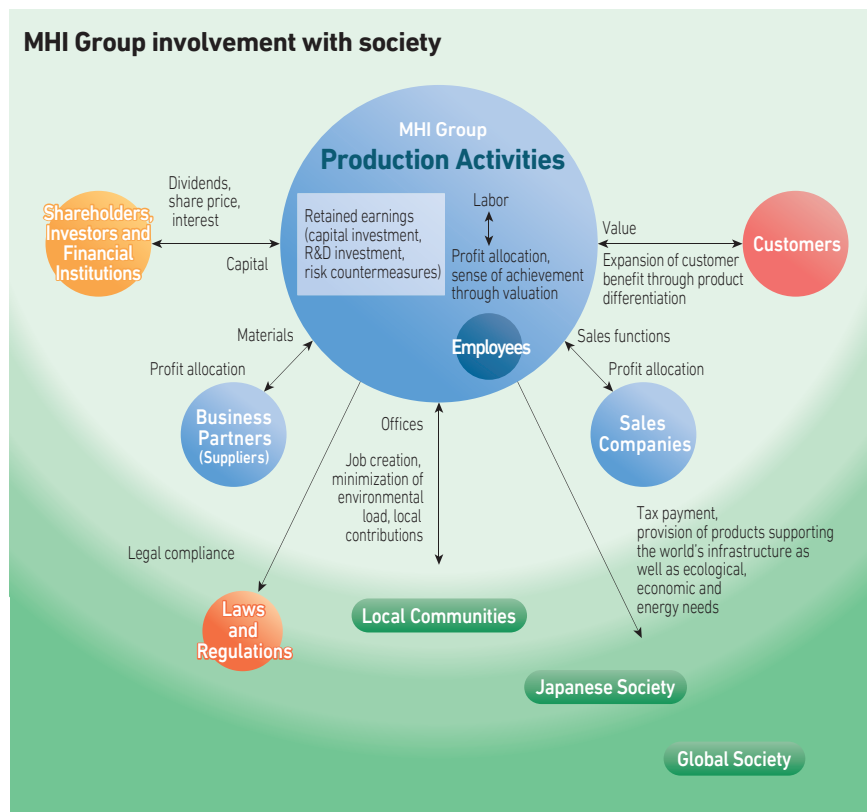 MHI Group involvement with society
MHI Group
Production Activities
Dividends,
share price,
interest
Shareholders,
Investors and
Financial
Institutions
Capital
Retained earnings
(capital investment,
R&D investment,
risk countermeasures)
Labor
Profit allocation,
sense of achievement
through valuation
Employees
Value
Expansion of customer
benefit through product
differentiation
Customers
Materials
Profit allocation
Business
Partners
(Suppliers)
Sales functions
Profit allocation
Sales
Companies
Offices
Job creation,
minimization of
environmental
load, local
contributions
Legal compliance
Laws
and
Regulations
Local Communities
Tax payment,
provision of products supporting
the world's infrastructure as
well as ecological,
economic and
energy needs
Japanese Society
Global Society